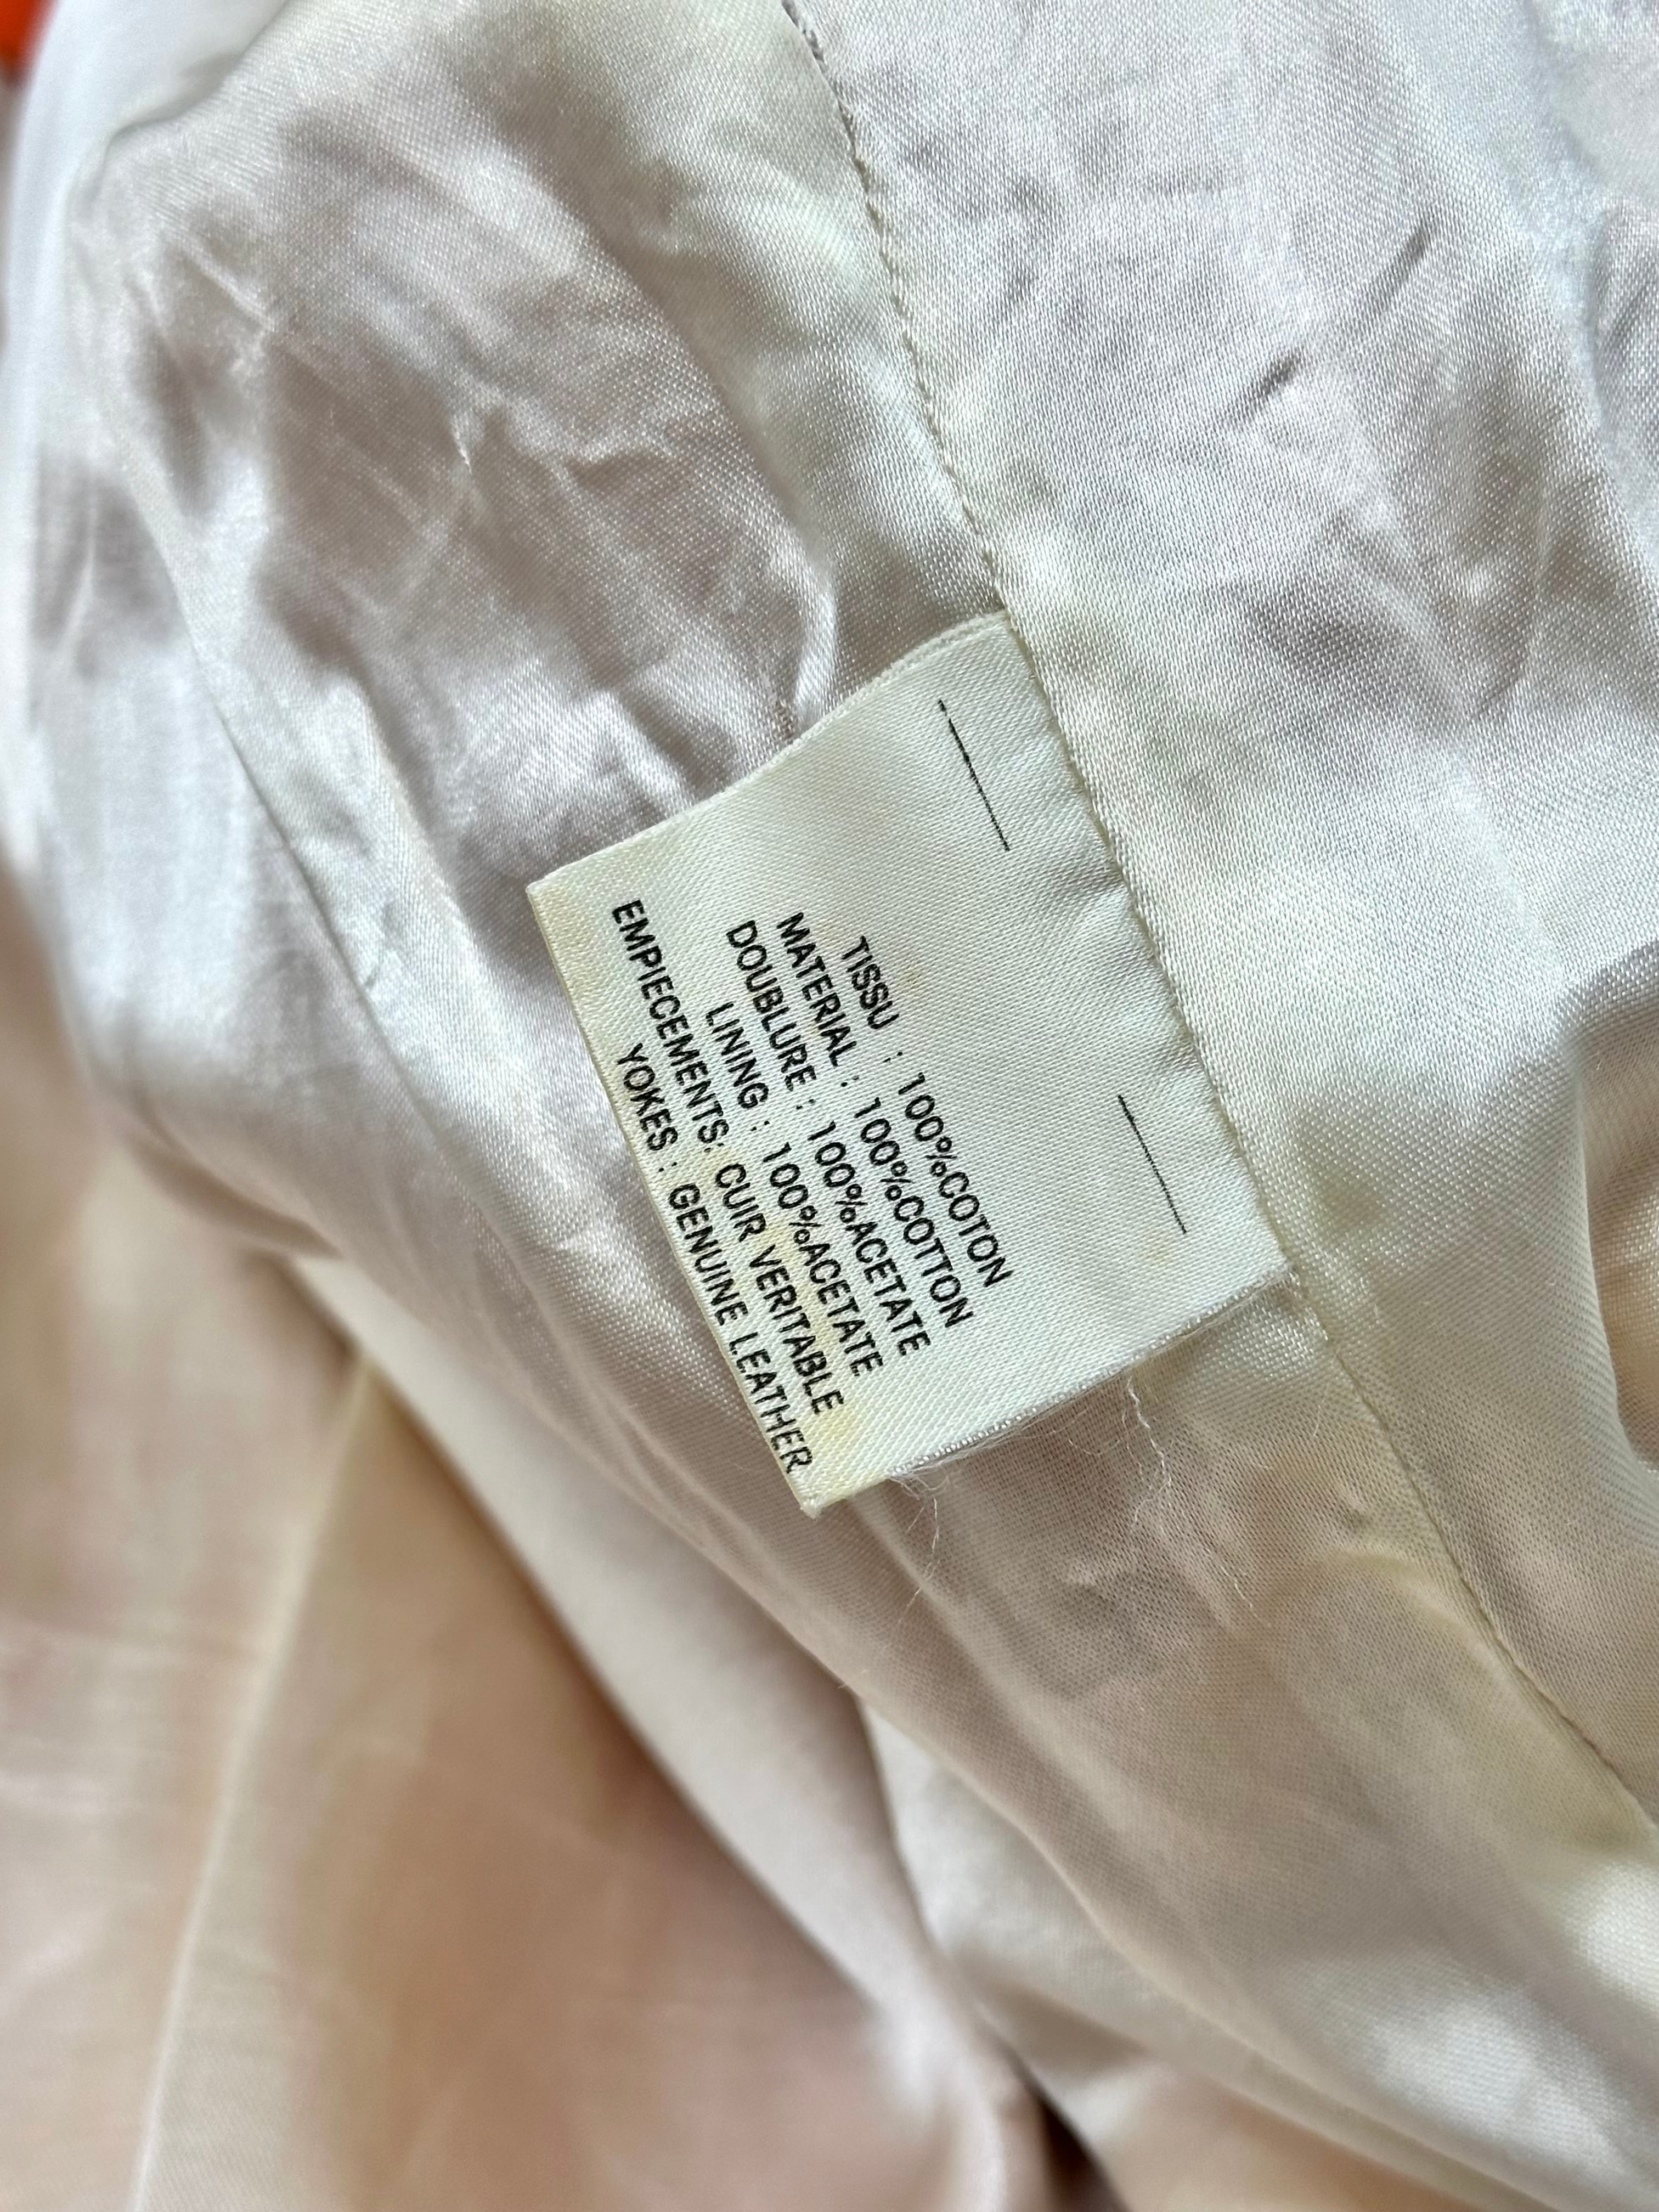 TISSU : 100%COTON
MATERIAL : 100%COTTON
DOUBLURE : 100%ACETATE
LINING : 100%ACETATE
EMPIECEMENTS: CUIR VERITABLE
YOKES : GENUINE LEATHER